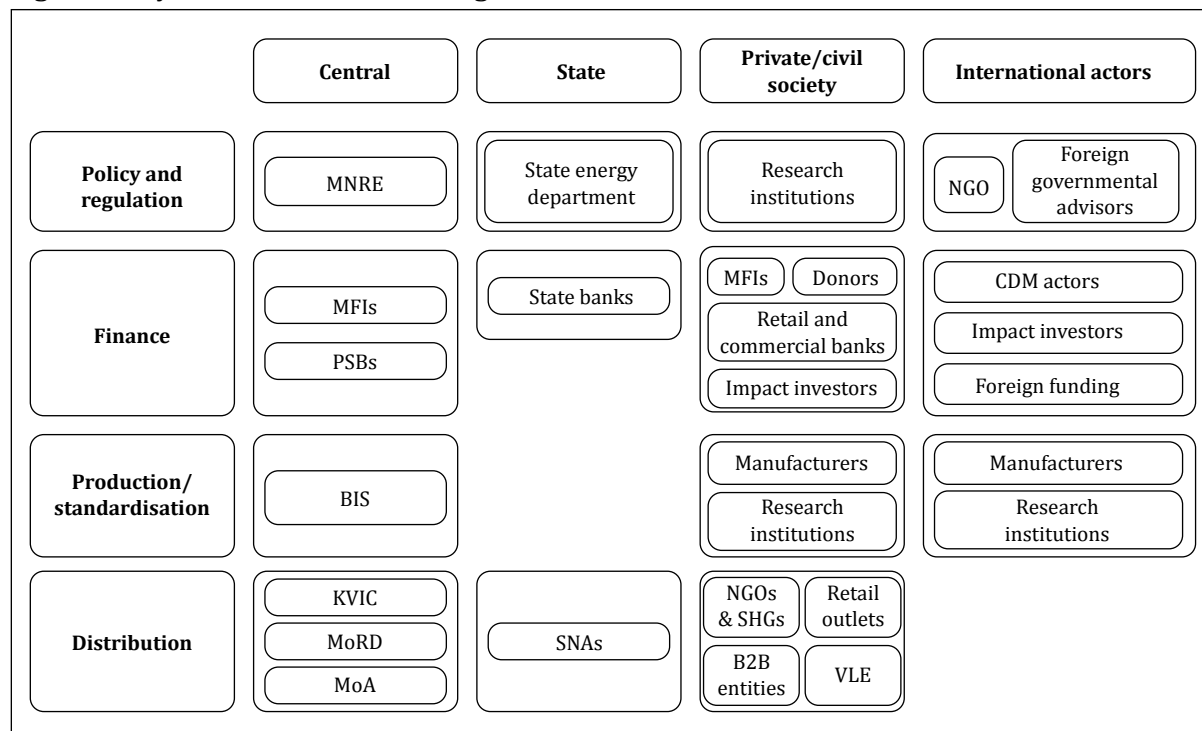 Central
State
Private/civil
society
International actors
Policy and
regulation
MNRE
State energy
department
Research
institutions
NGO
Foreign
governmental
advisors
Finance
MFIs
PSBs
State banks
MFIs
Donors
Retail and
commercial banks
Impact investors
CDM actors
Impact investors
Foreign funding
Production/
standardisation
BIS
Manufacturers
Research
institutions
Manufacturers
Research
institutions
Distribution
KVIC
MoRD
MoA
SNAs
NGOs
& SHGs
Retail
outlets
B2B
entities
VLE